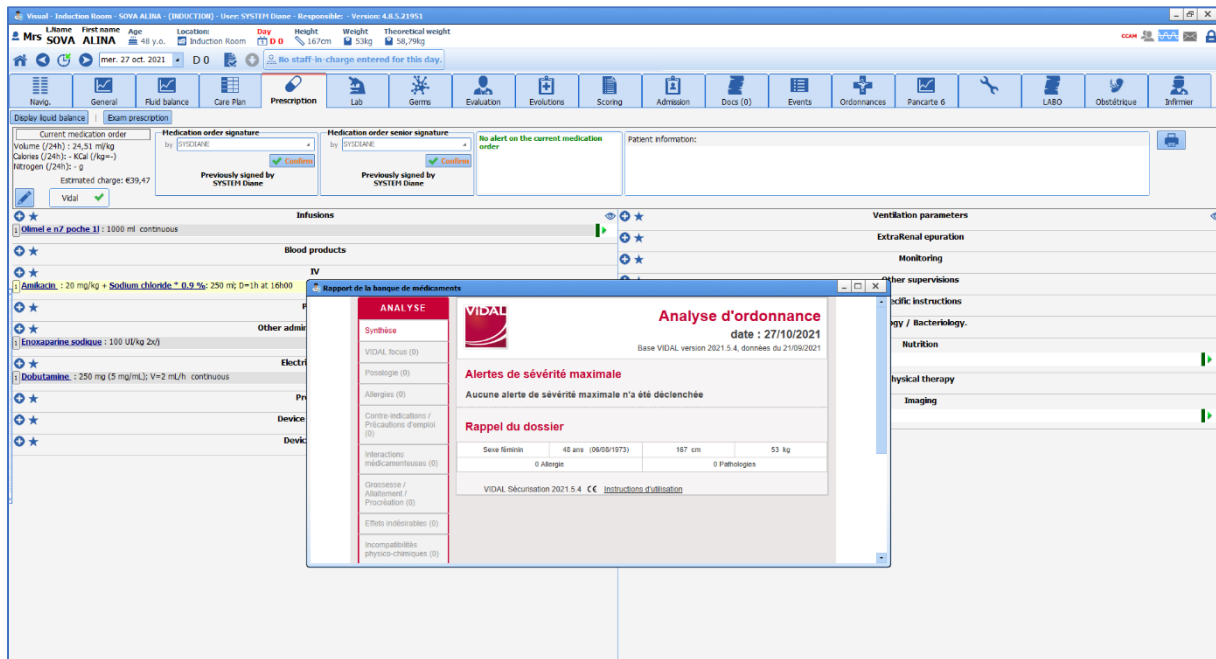 Visual - Induction Room - SOVA ALINA - (INDUCTION) - User: SYSTEM Diane - Responsible: - Version: 4.8.5.21951
L.Name First name Age Location: Day Height Weight Theoretical weight
Mrs SOVA ALINA 48 y.o. Induction Room D 0 167cm 53kg 58,79kg
CCAM
mer. 27 oct. 2021 D 0 No staff-in-charge entered for this day.
Navig. General Fluid balance Care Plan Prescription Lab Germs Evaluation Evolutions Scoring Admission Docs (0) Events Ordonnances Pancarte 6 LABO Obstétrique Infirmier
Display liquid balance | Exam prescription
Current medication order
Volume (/24h) : 24,51 ml/kg
Calories (/24h): - KCal (/kg=-)
Nitrogen (/24h): - g
Estimated charge: €39,47
Vidal
Medication order signature
by SYSDIANE
Confirm
Previously signed by
SYSTEM Diane
Medication order senior signature
by SYSDIANE
Confirm
Previously signed by
SYSTEM Diane
No alert on the current medication
order
Patient information:
Infusions
1 Olimel e n7 poche 1l : 1000 ml continuous
Blood products
IV
1 Amikacin : 20 mg/kg + Sodium chloride * 0.9 %: 250 ml; D=1h at 16h00
P
Other admin
1 Enoxaparine sodique : 100 UI/kg 2x/j
Electri
1 Dobutamine : 250 mg (5 mg/mL); V=2 mL/h continuous
Pr
Device
Devic
Ventilation parameters
ExtraRenal epuration
Monitoring
her supervisions
ecific instructions
ogy / Bacteriology.
Nutrition
hysical therapy
Imaging
Rapport de la banque de médicaments
ANALYSE
Synthèse
VIDAL focus (0)
Posologie (0)
Allergies (0)
Contre-indications /
Précautions d'emploi
(0)
Interactions
médicamenteuses (0)
Grossesse /
Allaitement /
Procréation (0)
Effets indésirables (0)
Incompatibilités
physico-chimiques (0)
VIDAL
Analyse d'ordonnance
date : 27/10/2021
Base VIDAL version 2021.5.4, données du 21/09/2021
Alertes de sévérité maximale
Aucune alerte de sévérité maximale n'a été déclenchée
Rappel du dossier
Sexe féminin 48 ans (06/08/1973) 167 cm 53 kg
0 Allergie 0 Pathologies
VIDAL Sécurisation 2021.5.4 CE Instructions d'utilisation